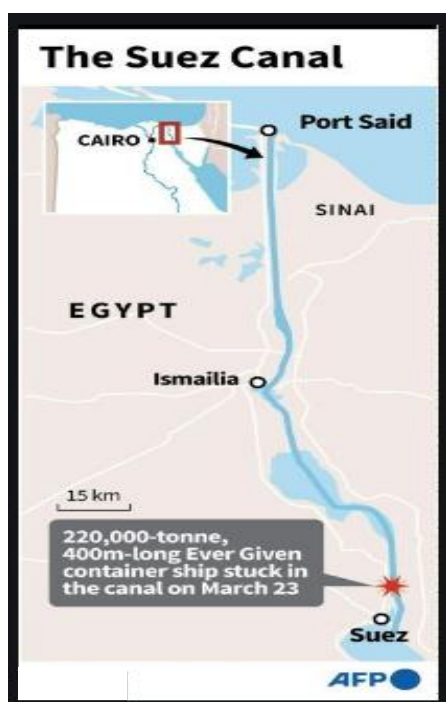 The Suez Canal
CAIRO
Port Said
SINAI
EGYPT
Ismailia
15 km
220,000-tonne,
400m-long Ever Given
container ship stuck in
the canal on March 23
Suez
AFP